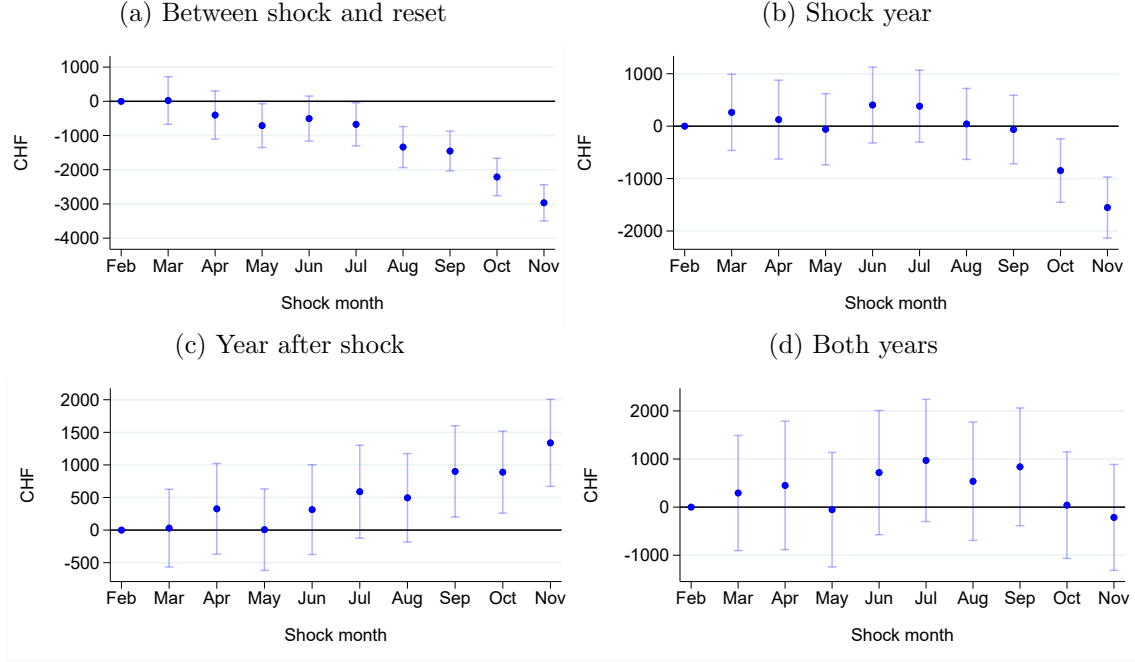 (a) Between shock and reset
CHF
1000
0
-1000
-2000
-3000
-4000
Feb Mar Apr May Jun Jul Aug Sep Oct Nov
Shock month
(b) Shock year
CHF
1000
0
-1000
-2000
Feb Mar Apr May Jun Jul Aug Sep Oct Nov
Shock month
(c) Year after shock
CHF
2000
1500
1000
500
0
-500
Feb Mar Apr May Jun Jul Aug Sep Oct Nov
Shock month
(d) Both years
CHF
2000
1000
0
-1000
Feb Mar Apr May Jun Jul Aug Sep Oct Nov
Shock month